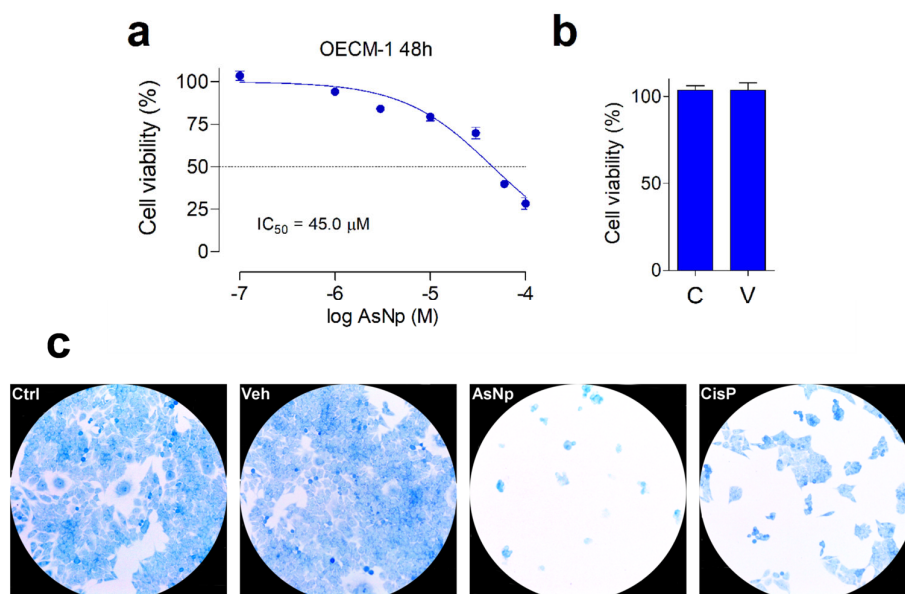 a
OECM-1 48h
Cell viability (%)
100
75
50
25
0
IC50 = 45.0 μM
-7 -6 -5 -4
log AsNp (M)
b
Cell viability (%)
100
50
0
C V
c
Ctrl Veh AsNp CisP